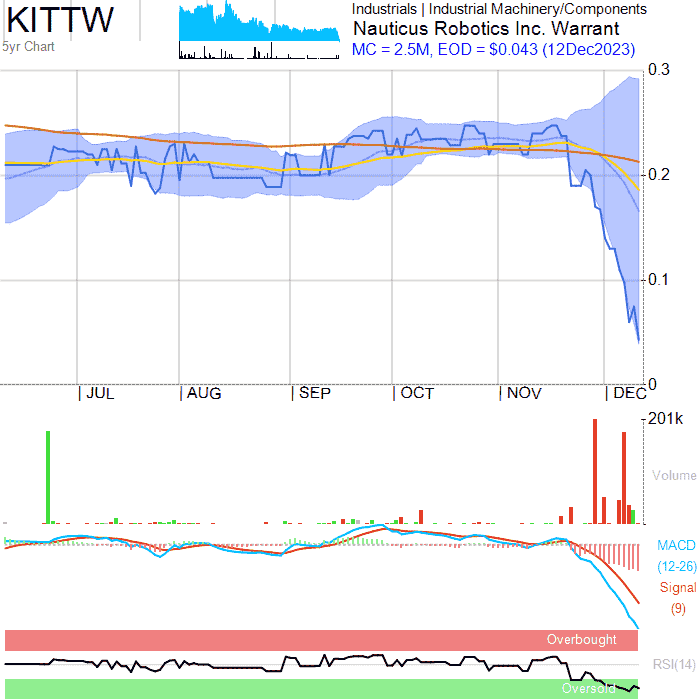 KITTW
5yr Chart
Industrials | Industrial Machinery/Components
Nauticus Robotics Inc. Warrant
MC = 2.5M, EOD = $0.043 (12Dec2023)
0.3
0.2
0.1
0
| JUL | AUG | SEP | OCT | NOV | DEC
201k
Volume
MACD
(12-26)
Signal
(9)
Overbought
RSI(14)
Oversold